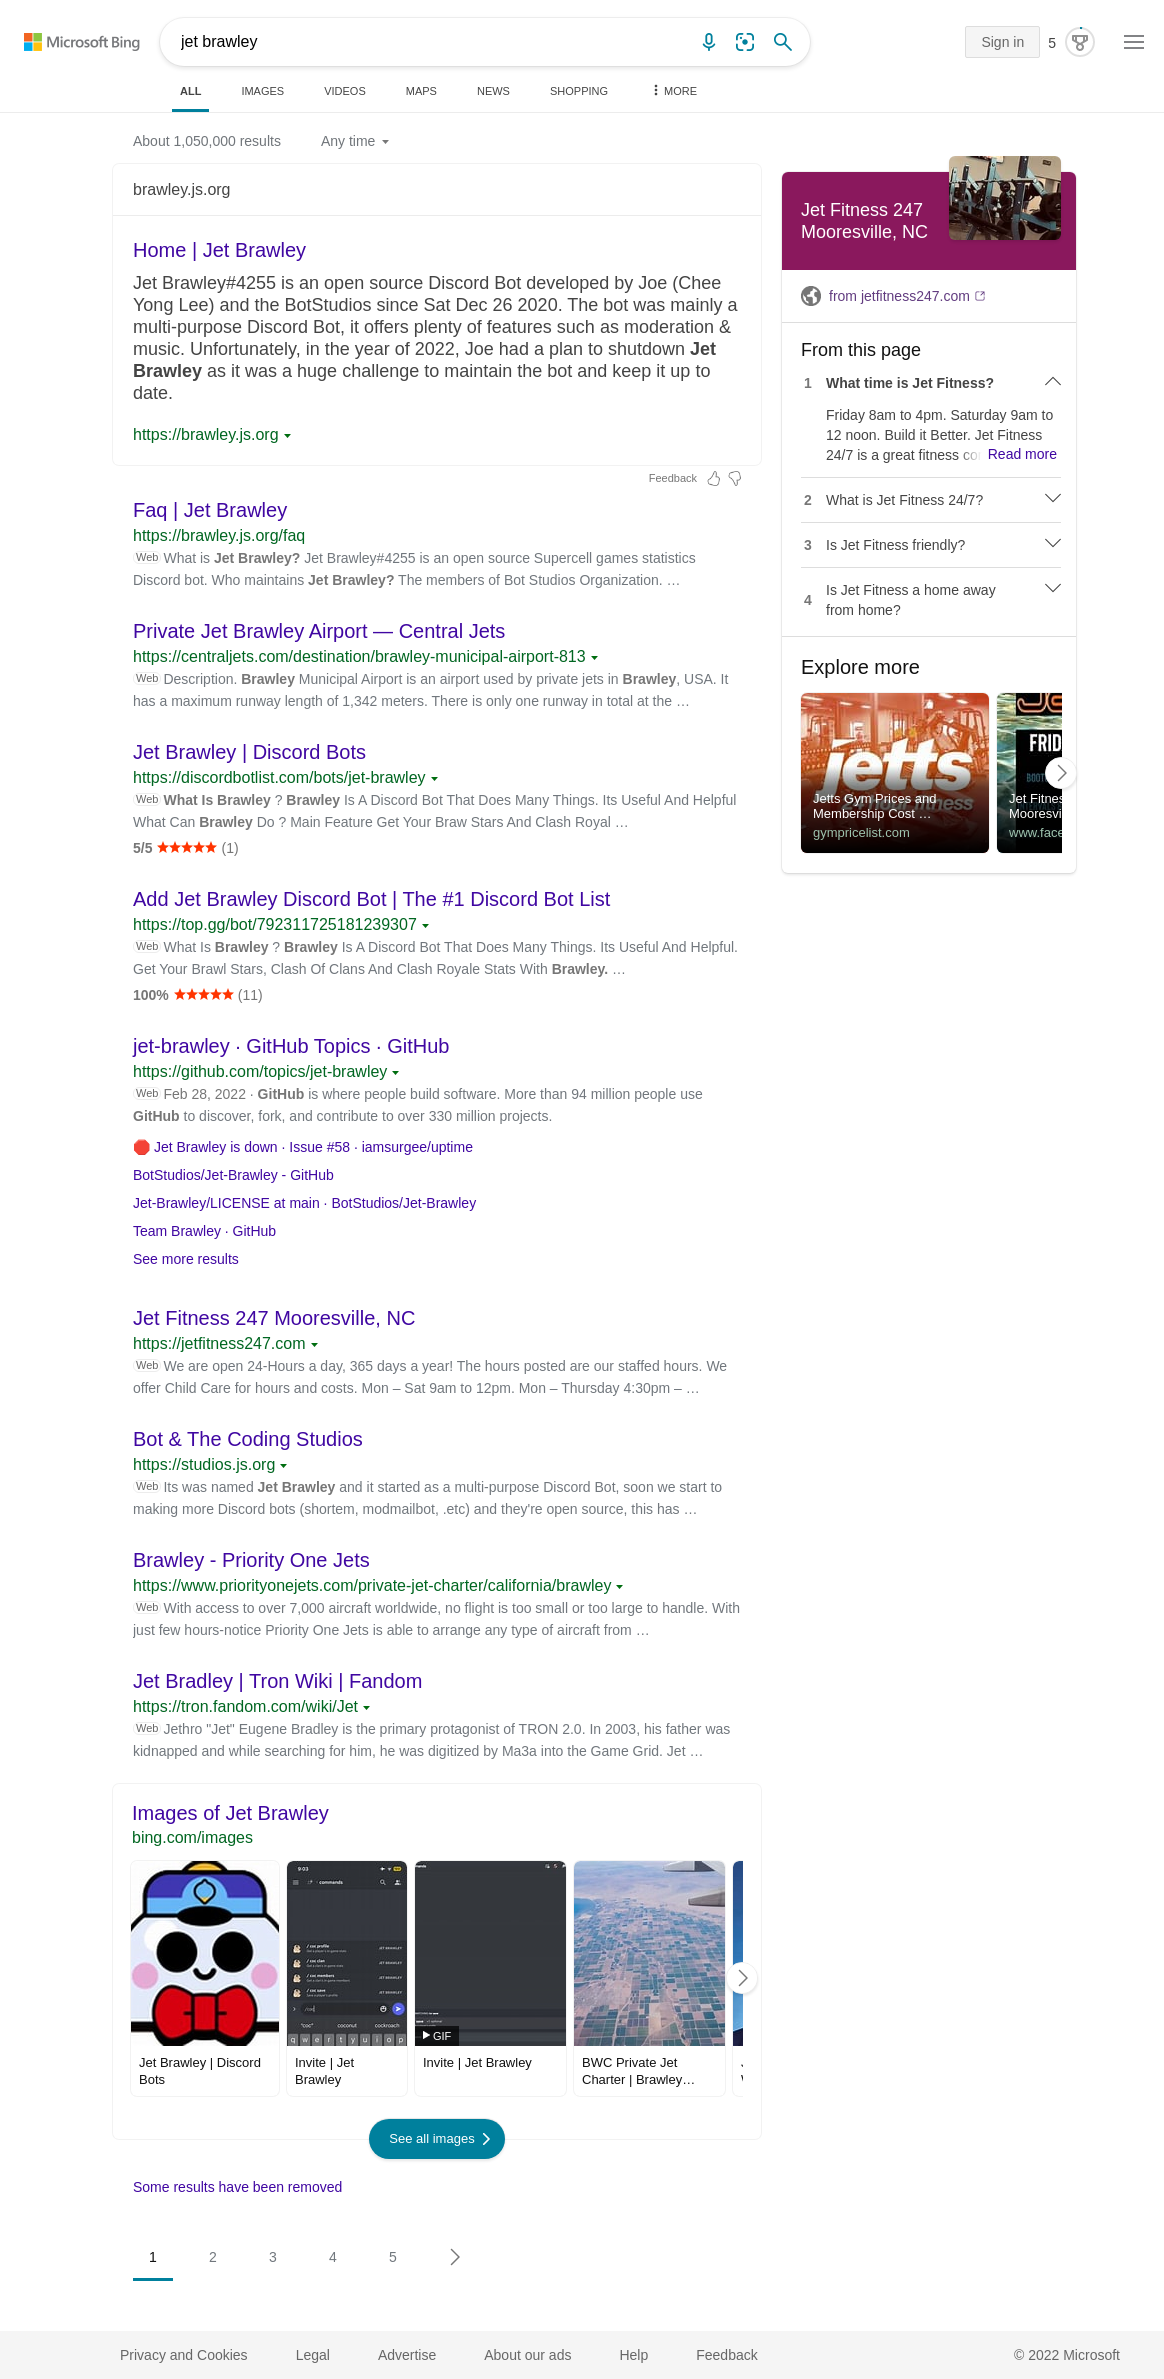 Microsoft Bing
jet brawley
Sign in
5
ALL
IMAGES
VIDEOS
MAPS
NEWS
SHOPPING
MORE
About 1,050,000 results
Any time
brawley.js.org
Home | Jet Brawley
Jet Brawley#4255 is an open source Discord Bot developed by Joe (Chee
Yong Lee) and the BotStudios since Sat Dec 26 2020. The bot was mainly a
multi-purpose Discord Bot, it offers plenty of features such as moderation &
music. Unfortunately, in the year of 2022, Joe had a plan to shutdown Jet
Brawley as it was a huge challenge to maintain the bot and keep it up to
date.
https://brawley.js.org
Feedback
Faq | Jet Brawley
https://brawley.js.org/faq
Web What is Jet Brawley? Jet Brawley#4255 is an open source Supercell games statistics
Discord bot. Who maintains Jet Brawley? The members of Bot Studios Organization. …
Private Jet Brawley Airport — Central Jets
https://centraljets.com/destination/brawley-municipal-airport-813
Web Description. Brawley Municipal Airport is an airport used by private jets in Brawley, USA. It
has a maximum runway length of 1,342 meters. There is only one runway in total at the …
Jet Brawley | Discord Bots
https://discordbotlist.com/bots/jet-brawley
Web What Is Brawley ? Brawley Is A Discord Bot That Does Many Things. Its Useful And Helpful
What Can Brawley Do ? Main Feature Get Your Braw Stars And Clash Royal …
5/5 (1)
Add Jet Brawley Discord Bot | The #1 Discord Bot List
https://top.gg/bot/792311725181239307
Web What Is Brawley ? Brawley Is A Discord Bot That Does Many Things. Its Useful And Helpful.
Get Your Brawl Stars, Clash Of Clans And Clash Royale Stats With Brawley. …
100% (11)
jet-brawley · GitHub Topics · GitHub
https://github.com/topics/jet-brawley
Web Feb 28, 2022 · GitHub is where people build software. More than 94 million people use
GitHub to discover, fork, and contribute to over 330 million projects.
Jet Brawley is down · Issue #58 · iamsurgee/uptime
BotStudios/Jet-Brawley - GitHub
Jet-Brawley/LICENSE at main · BotStudios/Jet-Brawley
Team Brawley · GitHub
See more results
Jet Fitness 247 Mooresville, NC
https://jetfitness247.com
Web We are open 24-Hours a day, 365 days a year! The hours posted are our staffed hours. We
offer Child Care for hours and costs. Mon – Sat 9am to 12pm. Mon – Thursday 4:30pm – …
Bot & The Coding Studios
https://studios.js.org
Web Its was named Jet Brawley and it started as a multi-purpose Discord Bot, soon we start to
making more Discord bots (shortem, modmailbot, .etc) and they're open source, this has …
Brawley - Priority One Jets
https://www.priorityonejets.com/private-jet-charter/california/brawley
Web With access to over 7,000 aircraft worldwide, no flight is too small or too large to handle. With
just few hours-notice Priority One Jets is able to arrange any type of aircraft from …
Jet Bradley | Tron Wiki | Fandom
https://tron.fandom.com/wiki/Jet
Web Jethro "Jet" Eugene Bradley is the primary protagonist of TRON 2.0. In 2003, his father was
kidnapped and while searching for him, he was digitized by Ma3a into the Game Grid. Jet …
Images of Jet Brawley
bing.com/images
9:03
commands
/ coc profile
/ coc clan
/ coc members
/ coc save
JET BRAWLEY
JET BRAWLEY
JET BRAWLEY
JET BRAWLEY
/coc
"coc" coconut cockroach
q w e r t y u i o p
GIF
Jet Brawley | Discord
Bots
Invite | Jet
Brawley
Invite | Jet Brawley
BWC Private Jet
Charter | Brawley…
See all images
Some results have been removed
1
2
3
4
5
Jet Fitness 247
Mooresville, NC
from jetfitness247.com
From this page
1 What time is Jet Fitness?
Friday 8am to 4pm. Saturday 9am to
12 noon. Build it Better. Jet Fitness
24/7 is a great fitness co Read more
2 What is Jet Fitness 24/7?
3 Is Jet Fitness friendly?
4 Is Jet Fitness a home away
from home?
Explore more
jetts
24 hour fitness
Jetts Gym Prices and
Membership Cost …
gympricelist.com
FRID
BOOT
Jet Fitnes
Mooresvi
www.face
Privacy and Cookies
Legal
Advertise
About our ads
Help
Feedback
© 2022 Microsoft